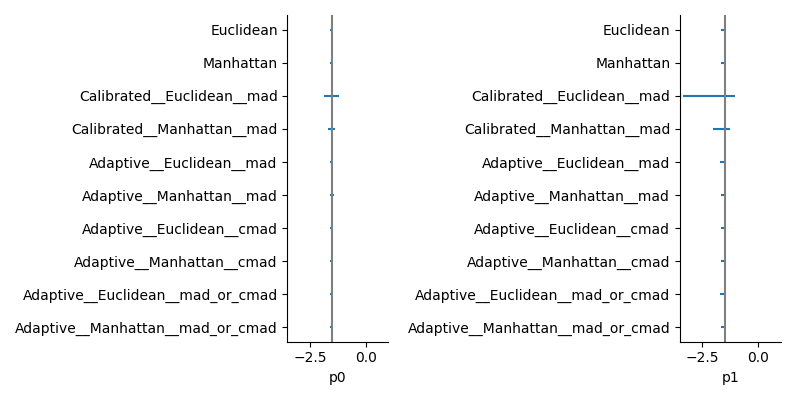 Euclidean
Manhattan
Calibrated__Euclidean__mad
Calibrated__Manhattan__mad
Adaptive__Euclidean__mad
Adaptive__Manhattan__mad
Adaptive__Euclidean__cmad
Adaptive__Manhattan__cmad
Adaptive__Euclidean__mad_or_cmad
Adaptive__Manhattan__mad_or_cmad
−2.5 0.0
p0
Euclidean
Manhattan
Calibrated__Euclidean__mad
Calibrated__Manhattan__mad
Adaptive__Euclidean__mad
Adaptive__Manhattan__mad
Adaptive__Euclidean__cmad
Adaptive__Manhattan__cmad
Adaptive__Euclidean__mad_or_cmad
Adaptive__Manhattan__mad_or_cmad
−2.5 0.0
p1